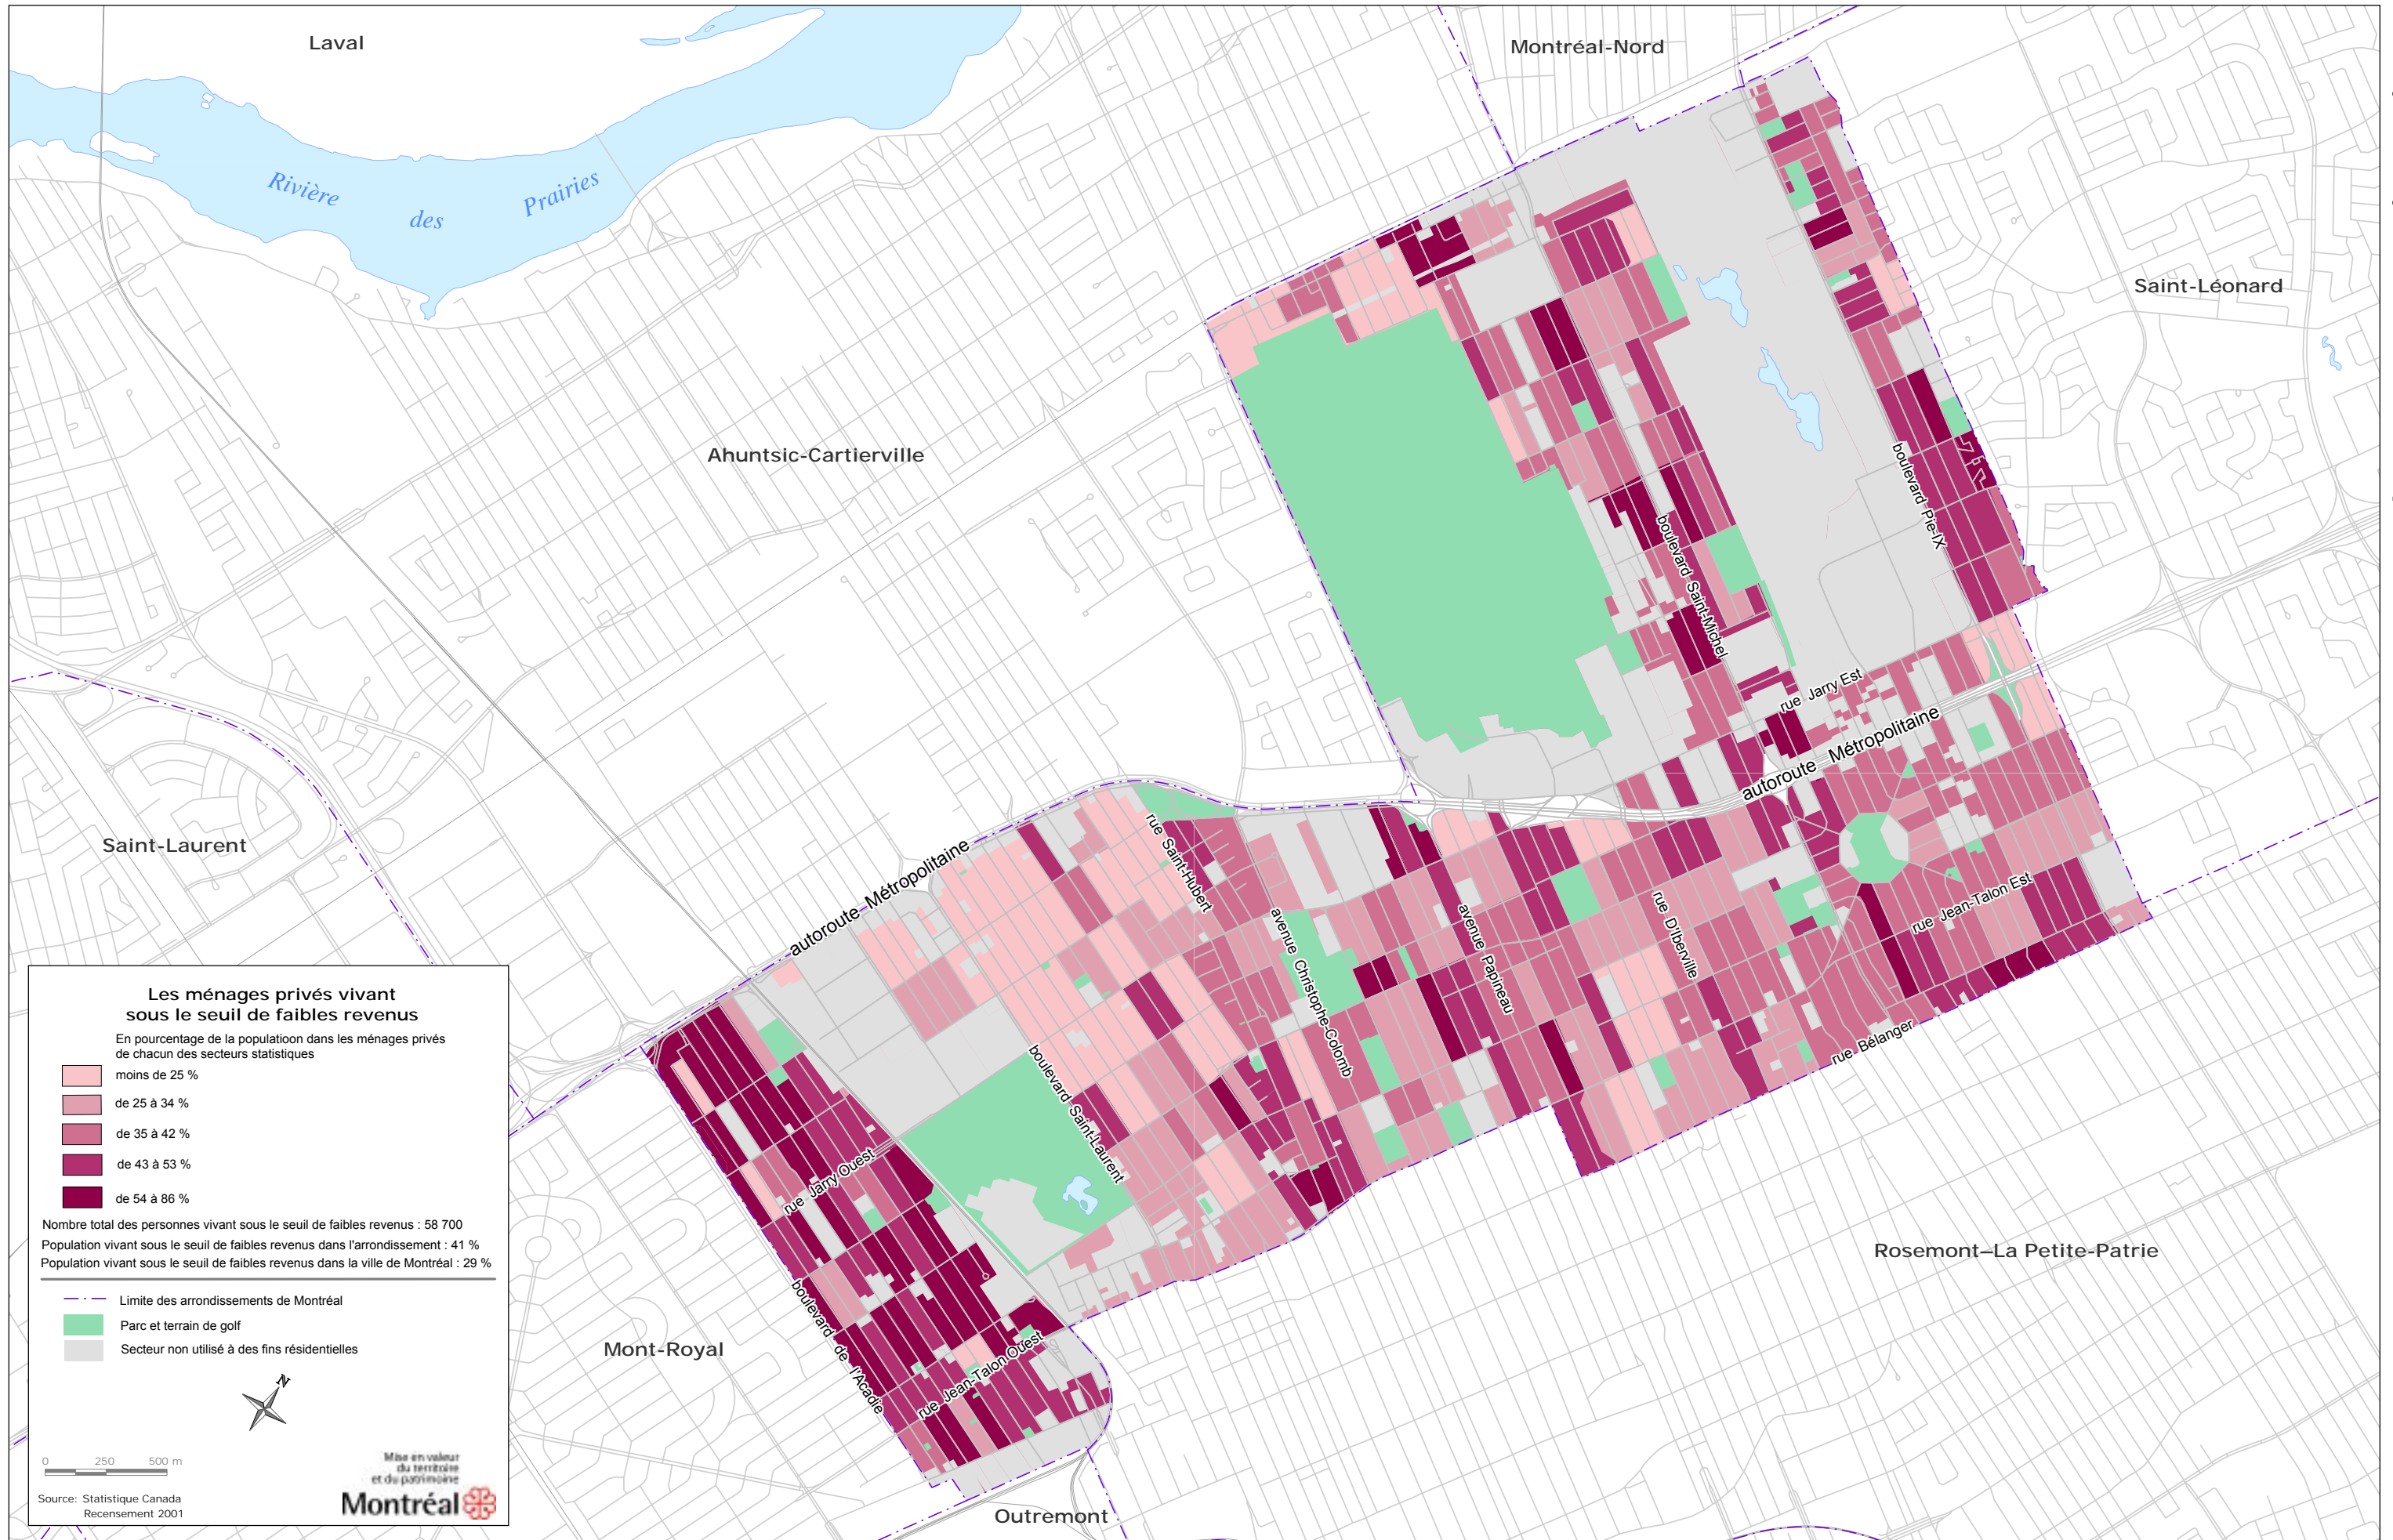 Laval
Montréal-Nord
Rivière des Prairies
Saint-Léonard
Ahuntsic-Cartierville
boulevard Pie-IX
boulevard Saint-Michel
rue Jarry Est
autoroute Métropolitaine
Saint-Laurent
rue Saint-Hubert
autoroute Métropolitaine
avenue Christophe-Colomb
avenue Papineau
rue D'Iberville
rue Jean-Talon Est
rue Bélanger
boulevard Saint-Laurent
rue Jarry Ouest
boulevard de l'Acadie
rue Jean-Talon Ouest
Mont-Royal
Rosemont–La Petite-Patrie
Outremont
Les ménages privés vivant
sous le seuil de faibles revenus
En pourcentage de la populatioon dans les ménages privés
de chacun des secteurs statistiques
moins de 25 %
de 25 à 34 %
de 35 à 42 %
de 43 à 53 %
de 54 à 86 %
Nombre total des personnes vivant sous le seuil de faibles revenus : 58 700
Population vivant sous le seuil de faibles revenus dans l'arrondissement : 41 %
Population vivant sous le seuil de faibles revenus dans la ville de Montréal : 29 %
Limite des arrondissements de Montréal
Parc et terrain de golf
Secteur non utilisé à des fins résidentielles
N
0 250 500 m
Source: Statistique Canada
Recensement 2001
Mise en valeur
du territoire
et du patrimoine
Montréal